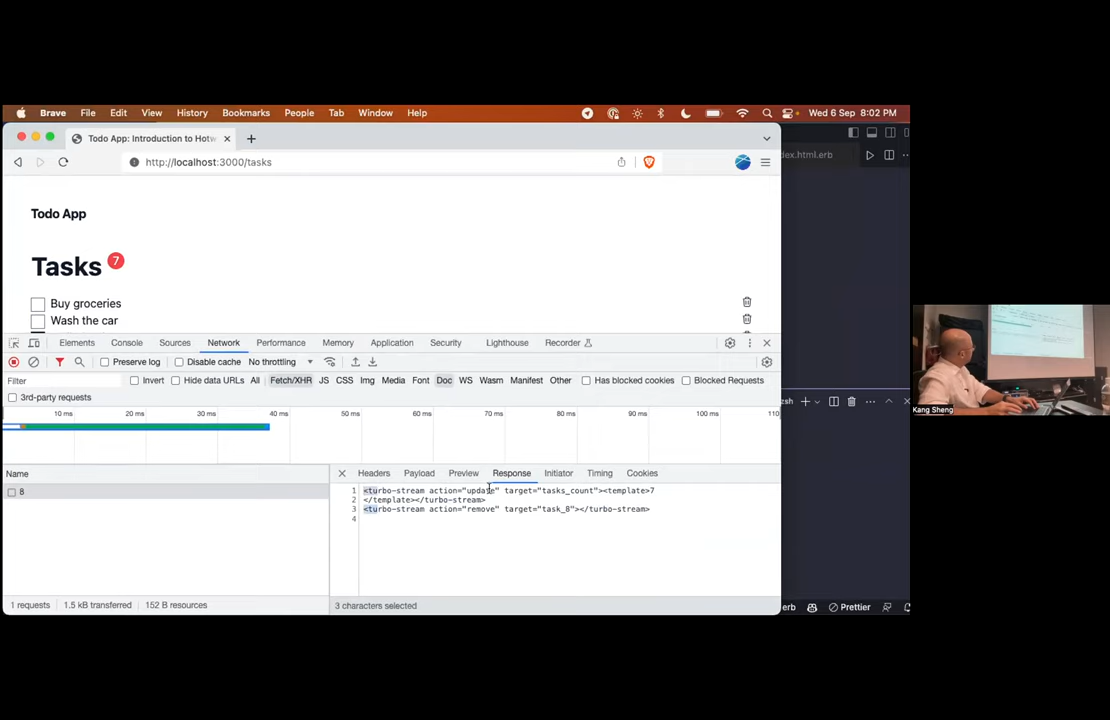 Brave File Edit View History Bookmarks People Tab Window Help Wed 6 Sep 8:02 PM
Todo App: Introduction to Hotw
http://localhost:3000/tasks
dex.html.erb
Todo App
Tasks 7
Buy groceries
Wash the car
Elements Console Sources Network Performance Memory Application Security Lighthouse Recorder
Preserve log Disable cache No throttling
Filter Invert Hide data URLs All Fetch/XHR JS CSS Img Media Font Doc WS Wasm Manifest Other Has blocked cookies Blocked Requests
3rd-party requests
10 ms 20 ms 30 ms 40 ms 50 ms 60 ms 70 ms 80 ms 90 ms 100 ms 110
zsh
Name
Headers Payload Preview Response Initiator Timing Cookies
8
1 <turbo-stream action="update" target="tasks_count"><template>7
2 </template></turbo-stream>
3 <turbo-stream action="remove" target="task_8"></turbo-stream>
4
1 requests 1.5 kB transferred 152 B resources
3 characters selected
erb Prettier
Kang Sheng